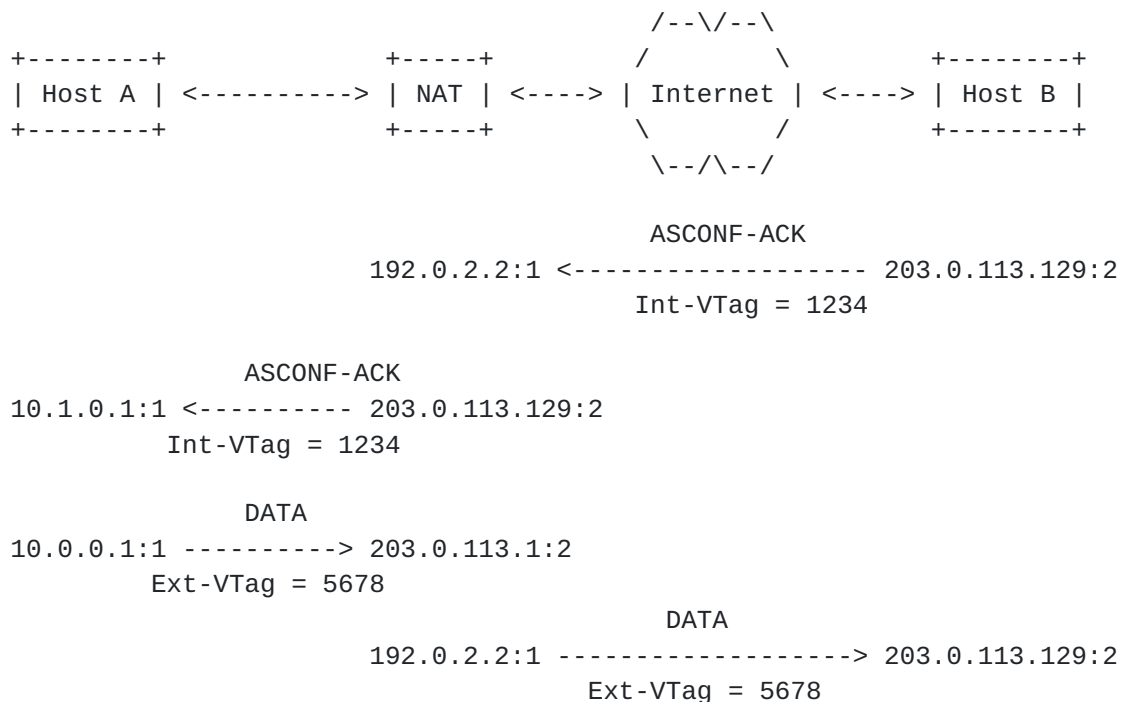 /--\/--\
+--------+ +-----+ / \ +--------+
| Host A | <----------> | NAT | <----> | Internet | <----> | Host B |
+--------+ +-----+ \ / +--------+
\--/\--/
ASCONF-ACK
192.0.2.2:1 <------------------- 203.0.113.129:2
Int-VTag = 1234
ASCONF-ACK
10.1.0.1:1 <---------- 203.0.113.129:2
Int-VTag = 1234
DATA
10.0.0.1:1 ----------> 203.0.113.1:2
Ext-VTag = 5678
DATA
192.0.2.2:1 -------------------> 203.0.113.129:2
Ext-VTag = 5678